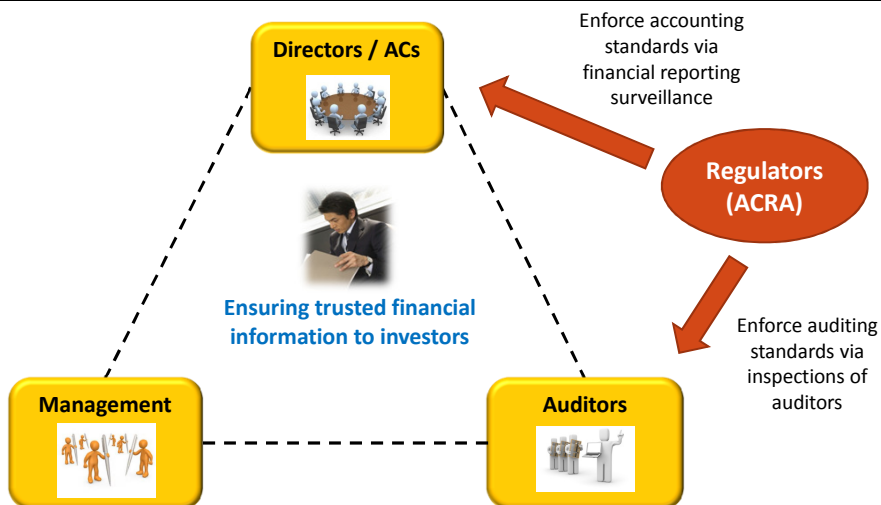 Directors / ACs
Enforce accounting
standards via
financial reporting
surveillance
Regulators
(ACRA)
Ensuring trusted financial
information to investors
Enforce auditing
standards via
inspections of
auditors
Management
Auditors